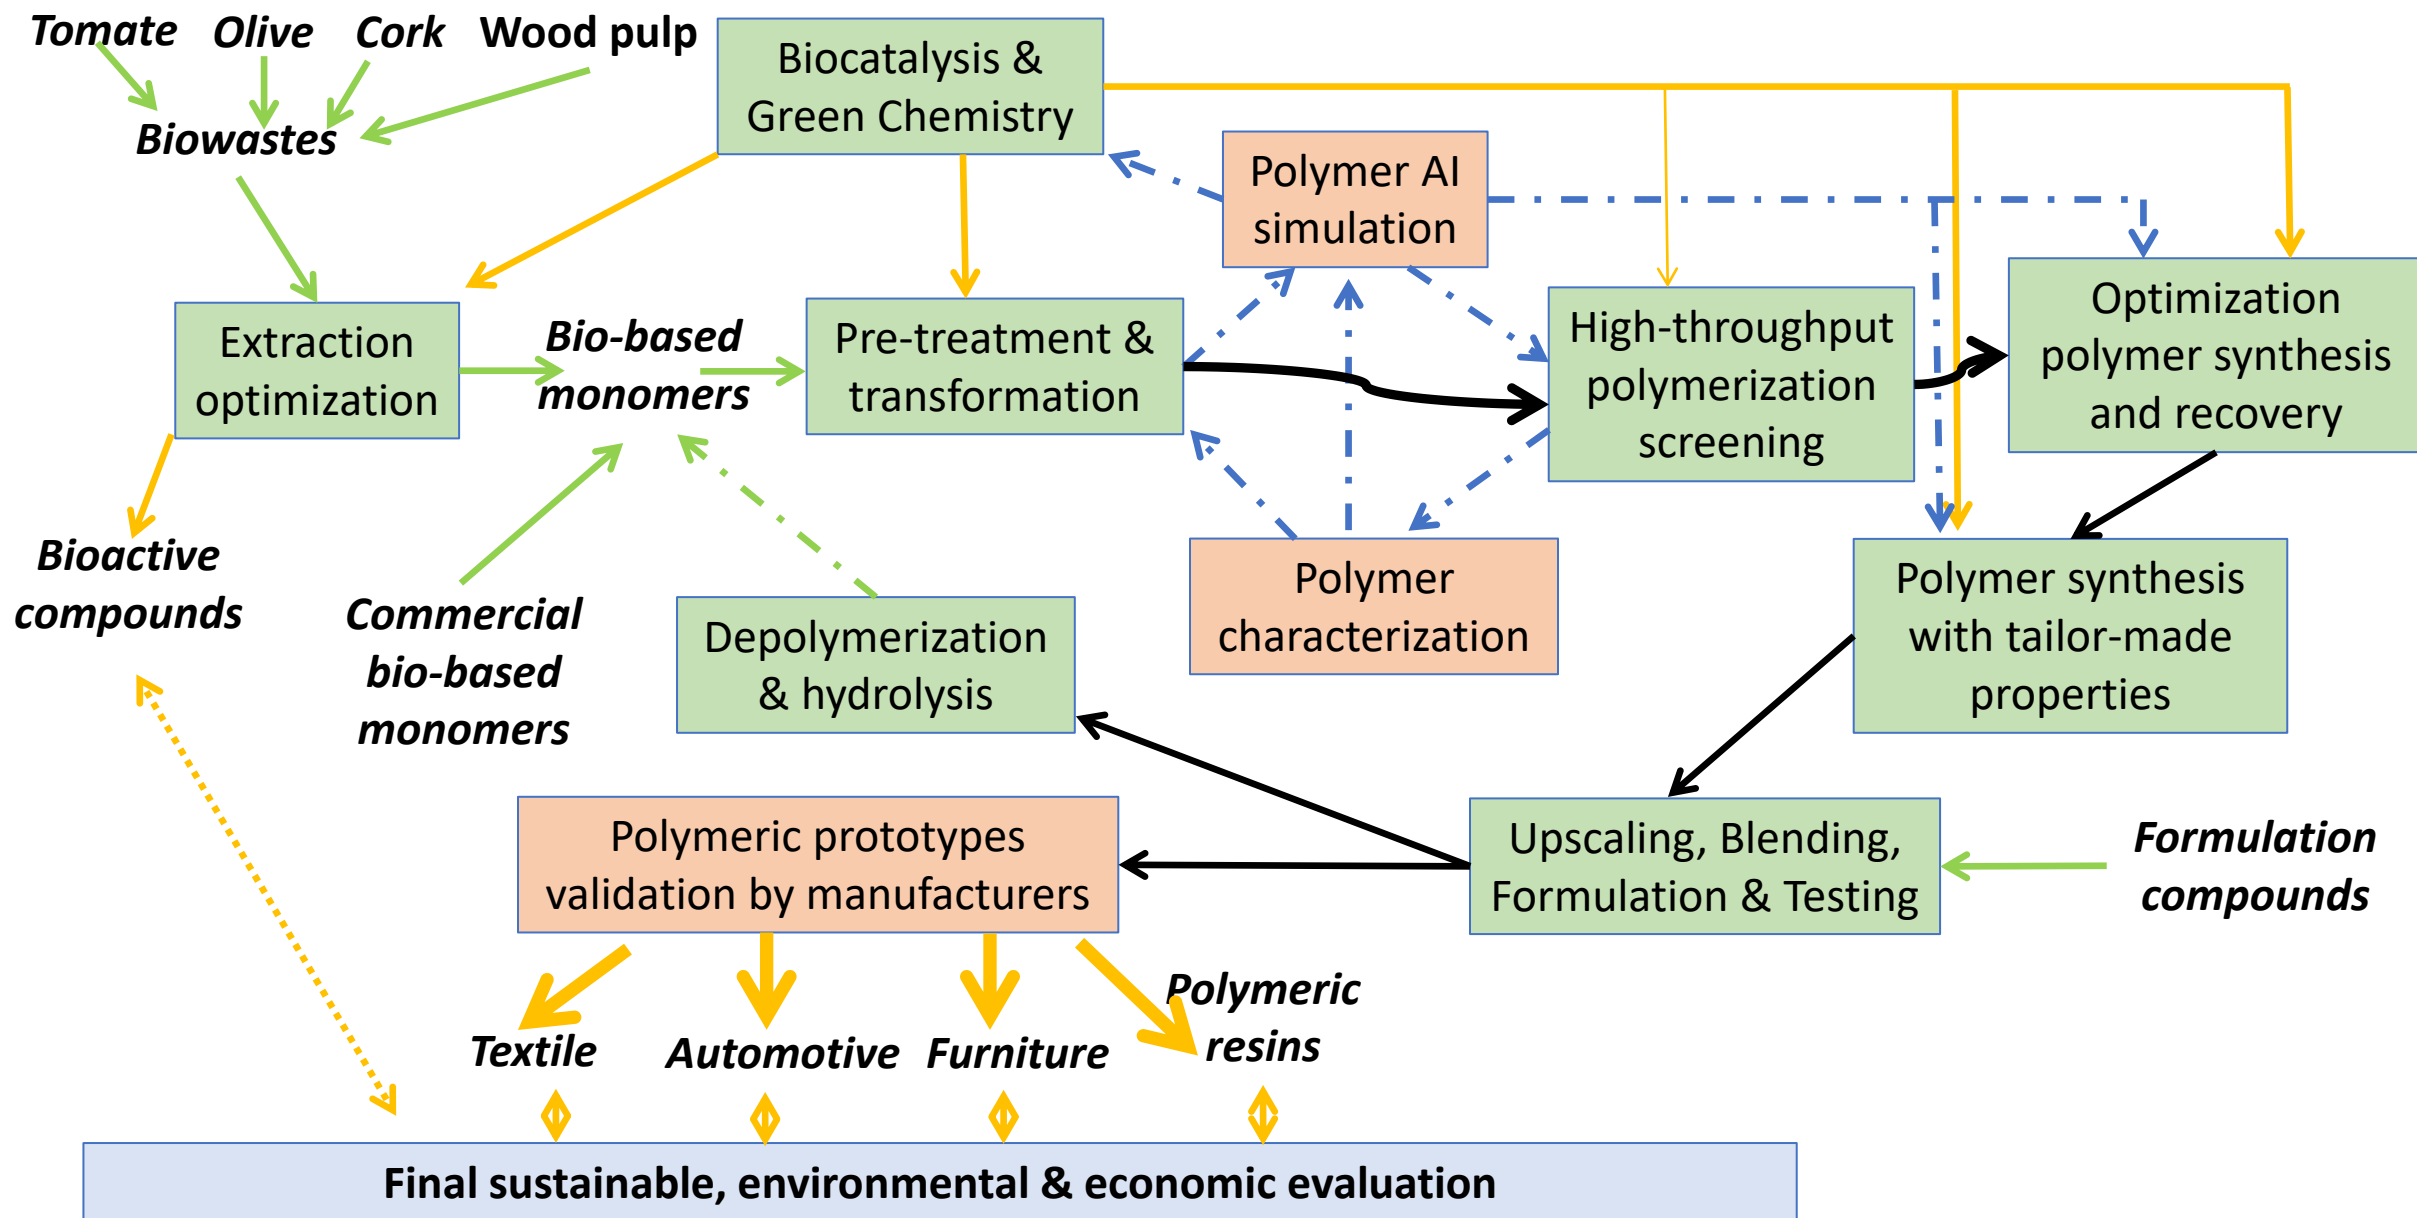 Tomate Olive Cork Wood pulp
Biowastes
Biocatalysis &
Green Chemistry
Polymer AI
simulation
Extraction
optimization
Bio-based
monomers
Pre-treatment &
transformation
High-throughput
polymerization
screening
Optimization
polymer synthesis
and recovery
Bioactive
compounds
Commercial
bio-based
monomers
Depolymerization
& hydrolysis
Polymer
characterization
Polymer synthesis
with tailor-made
properties
Polymeric prototypes
validation by manufacturers
Upscaling, Blending,
Formulation & Testing
Formulation
compounds
Textile
Automotive
Furniture
Polymeric
resins
Final sustainable, environmental & economic evaluation